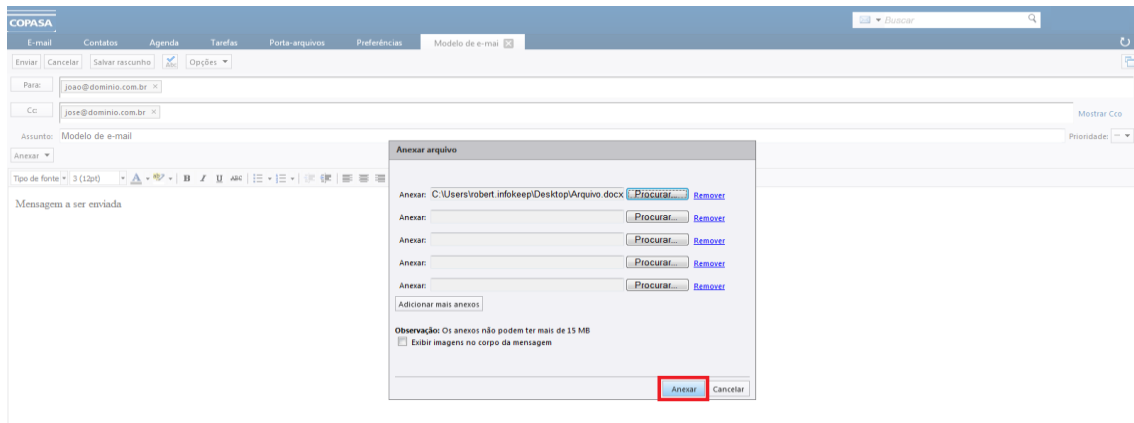 COPASA
Buscar
E-mail Contatos Agenda Tarefas Porta-arquivos Preferências Modelo de e-mai
Enviar Cancelar Salvar rascunho Opções
Para: joao@dominio.com.br ×
Cc: jose@dominio.com.br × Mostrar Cco
Assunto: Modelo de e-mail Prioridade: —
Anexar
Tipo de fonte 3 (12pt) A B I U ABC
Mensagem a ser enviada
Anexar arquivo
Anexar: C:\Users\robert.infokeep\Desktop\Arquivo.docx Procurar... Remover
Anexar: Procurar... Remover
Anexar: Procurar... Remover
Anexar: Procurar... Remover
Anexar: Procurar... Remover
Adicionar mais anexos
Observação: Os anexos não podem ter mais de 15 MB
Exibir imagens no corpo da mensagem
Anexar Cancelar